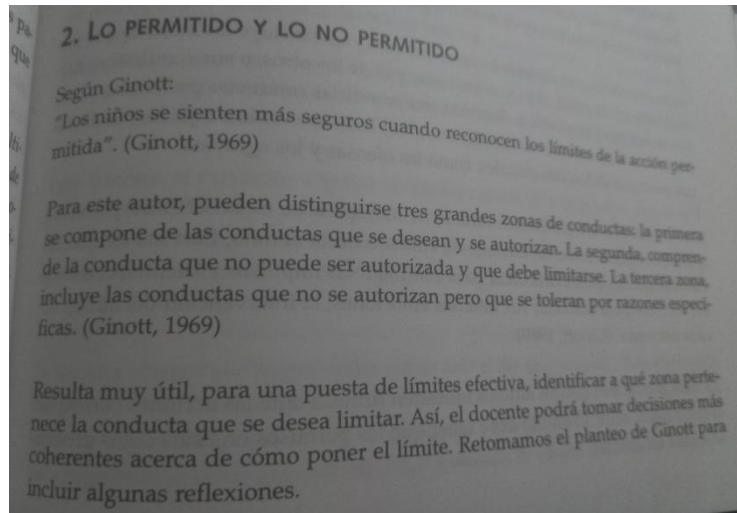 pa.
que
lti-
de
2. LO PERMITIDO Y LO NO PERMITIDO
Según Ginott:
"Los niños se sienten más seguros cuando reconocen los límites de la acción per-
mitida". (Ginott, 1969)
Para este autor, pueden distinguirse tres grandes zonas de conductas: la primera
se compone de las conductas que se desean y se autorizan. La segunda, compren-
de la conducta que no puede ser autorizada y que debe limitarse. La tercera zona,
incluye las conductas que no se autorizan pero que se toleran por razones especí-
ficas. (Ginott, 1969)
Resulta muy útil, para una puesta de límites efectiva, identificar a qué zona perte-
nece la conducta que se desea limitar. Así, el docente podrá tomar decisiones más
coherentes acerca de cómo poner el límite. Retomamos el planteo de Ginott para
incluir algunas reflexiones.